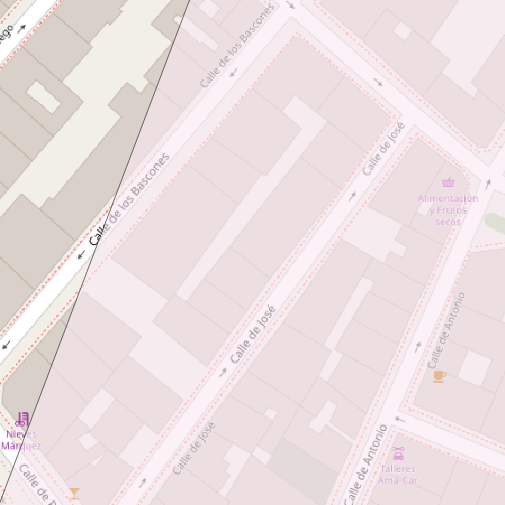 Calle de los Bascones
Calle de José
Alimentación
y Frutos
secos
Calle de los Bascones
Calle de José
Calle de Antonio
Nieves
Márquez
Calle de José
Calle de Antonio
Talleres
Ama-Car